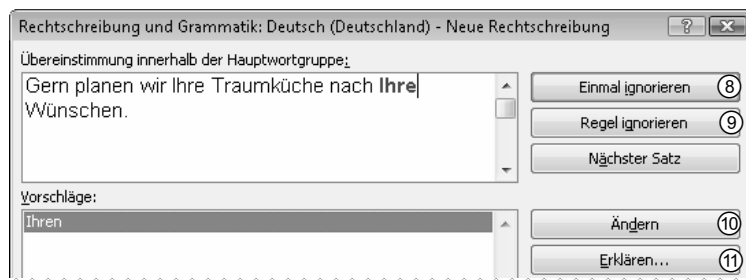 Rechtschreibung und Grammatik: Deutsch (Deutschland) - Neue Rechtschreibung ? X
Übereinstimmung innerhalb der Hauptwortgruppe:
Gern planen wir Ihre Traumküche nach Ihre
Wünschen.
Einmal ignorieren 8
Regel ignorieren 9
Nächster Satz
Vorschläge:
Ihren
Ändern 10
Erklären... 11